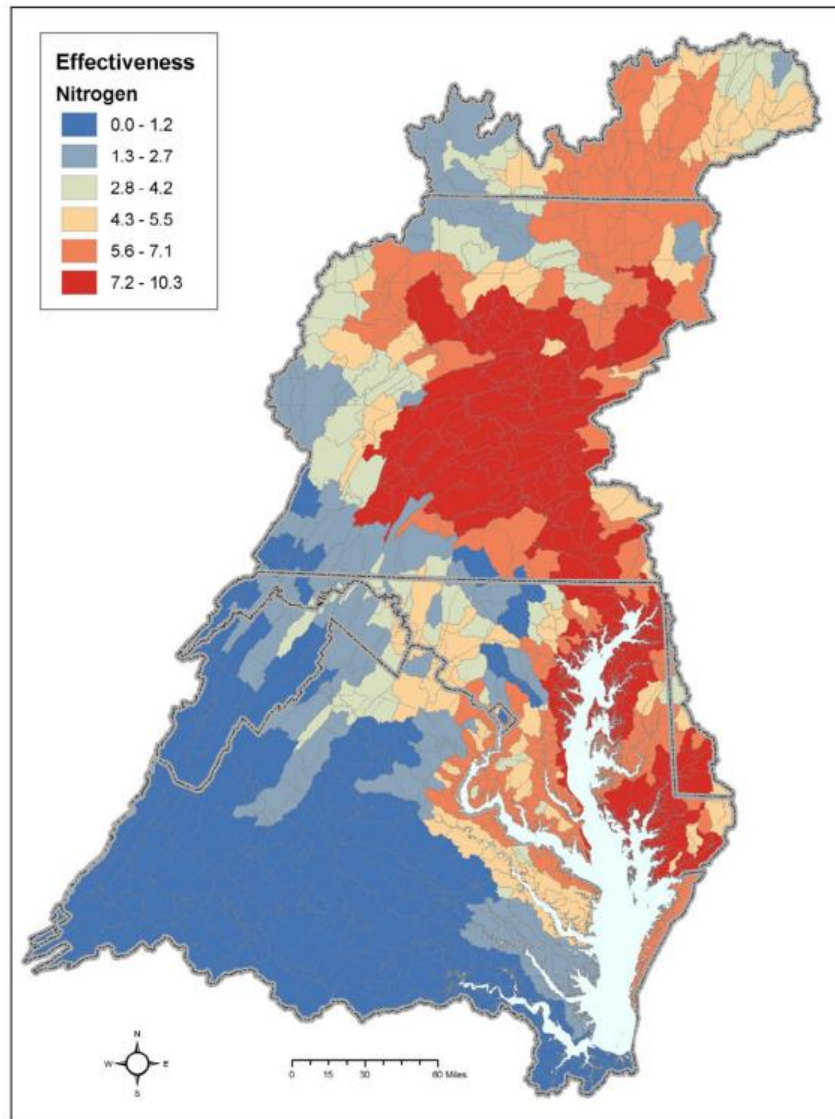 Effectiveness
Nitrogen
0.0 - 1.2
1.3 - 2.7
2.8 - 4.2
4.3 - 5.5
5.6 - 7.1
7.2 - 10.3
N
W E
S
0 15 30 60 Miles